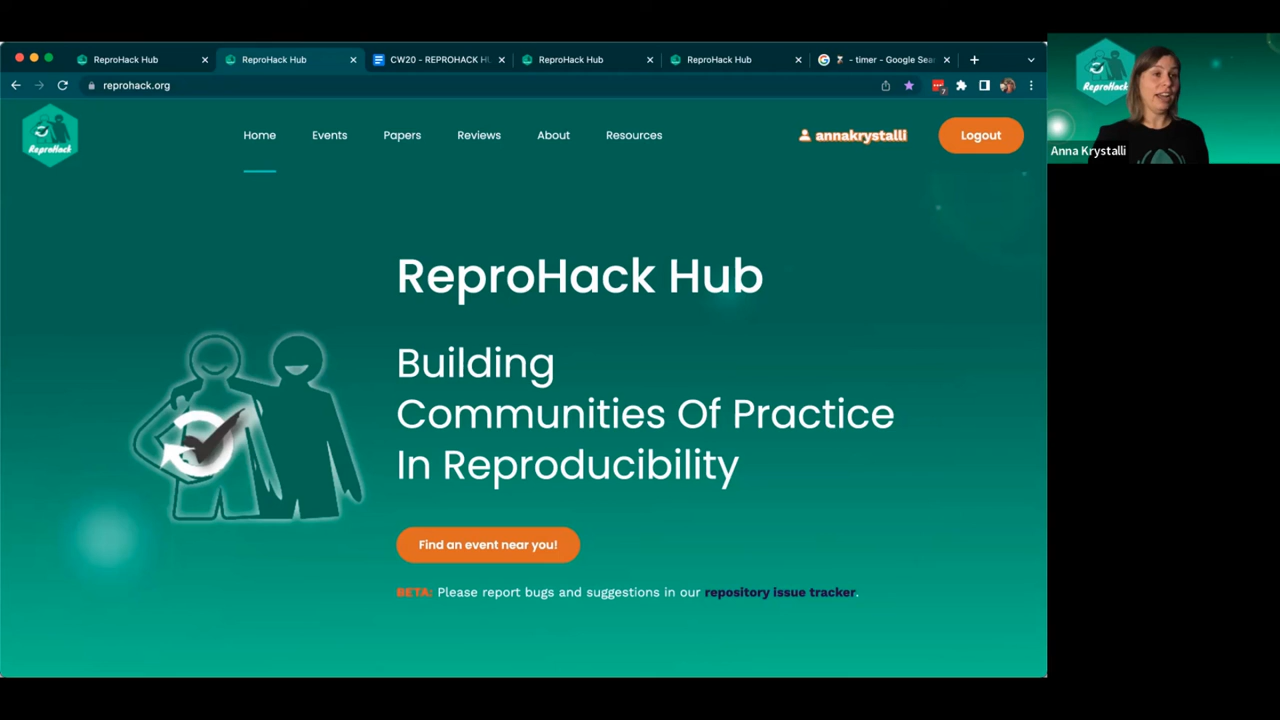 ReproHack Hub
ReproHack Hub
CW20 - REPROHACK HU
ReproHack Hub
ReproHack Hub
- timer - Google Sear
reprohack.org
ReproHack
Home
Events
Papers
Reviews
About
Resources
annakrystalli
Logout
ReproHack Hub
Building
Communities Of Practice
In Reproducibility
Find an event near you!
BETA: Please report bugs and suggestions in our repository issue tracker.
ReproHack
Anna Krystalli